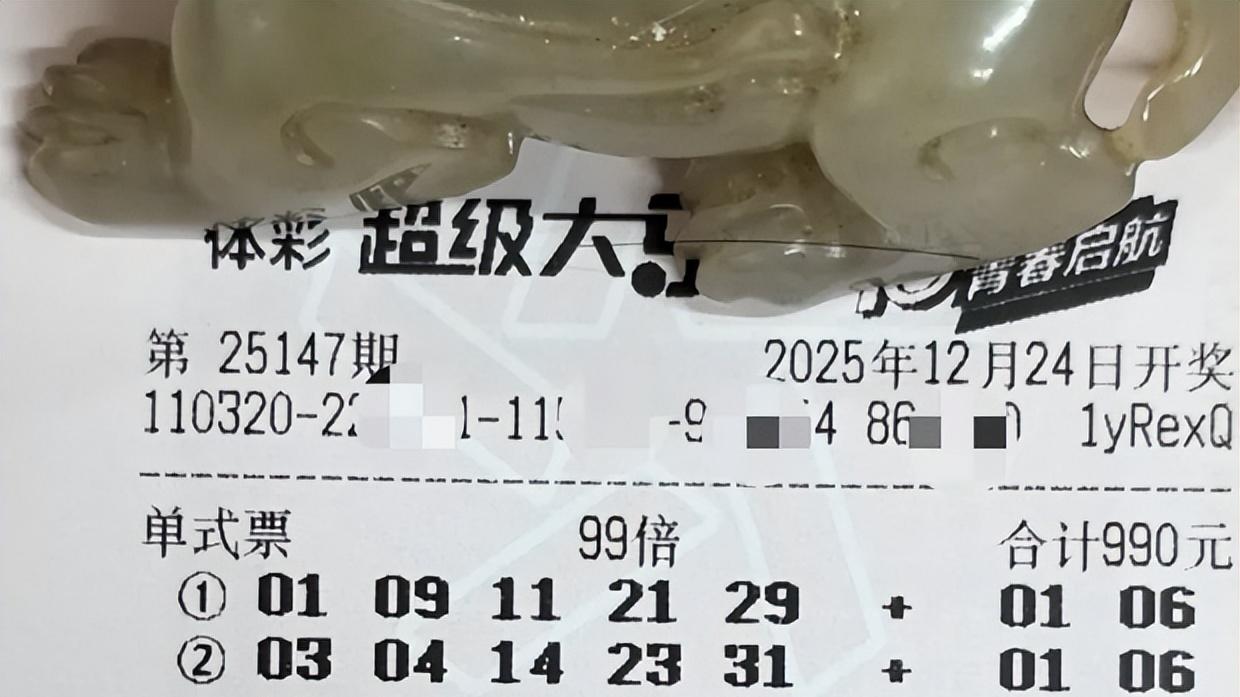 体彩 超级大 青春启航
第 25147期 2025年12月24日开奖
110320-22 1-115 -9 4 86 0 1yRexQ
单式票 99倍 合计990元
① 01 09 11 21 29 + 01 06
② 03 04 14 23 31 + 01 06